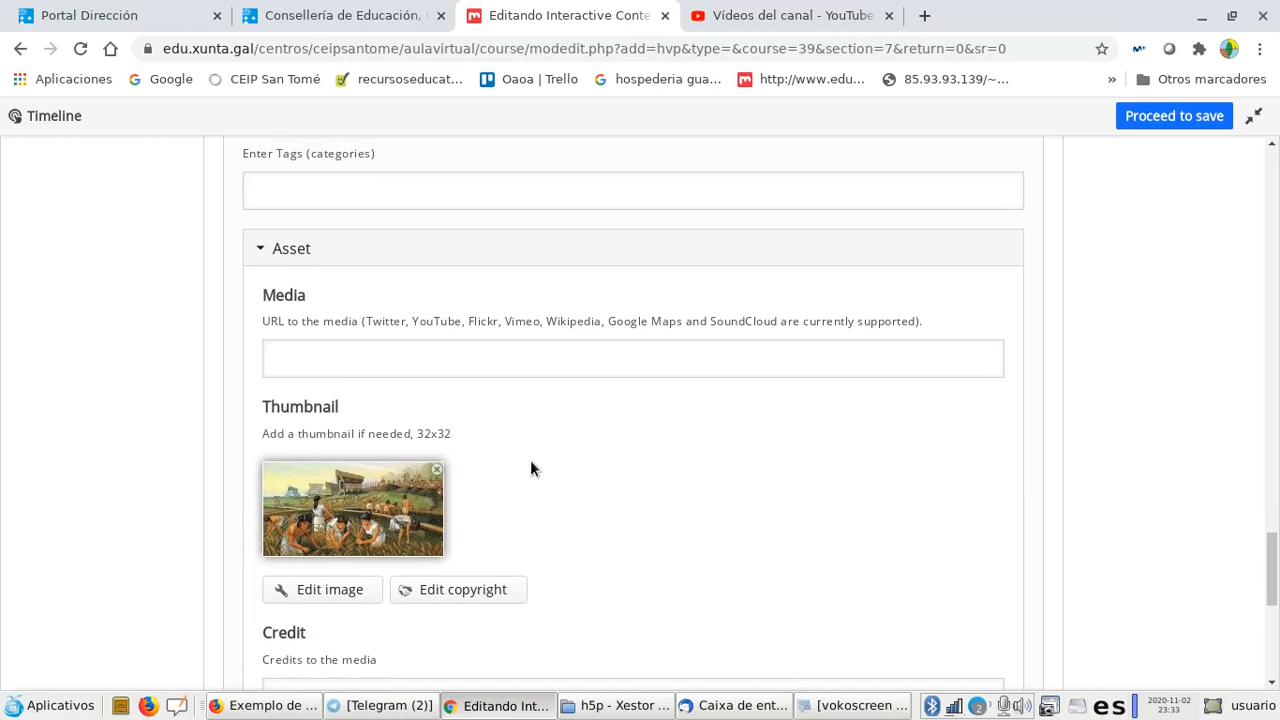 Portal Dirección
Consellería de Educación, U
Editando Interactive Conte
Vídeos del canal - YouTube
edu.xunta.gal/centros/ceipsantome/aulavirtual/course/modedit.php?add=hvp&type=&course=39&section=7&return=0&sr=0
Aplicaciones
Google
CEIP San Tomé
recursoseducat...
Oaoa | Trello
hospederia gua...
http://www.edu...
85.93.93.139/~...
»
Otros marcadores
Timeline
Proceed to save
Enter Tags (categories)
Asset
Media
URL to the media (Twitter, YouTube, Flickr, Vimeo, Wikipedia, Google Maps and SoundCloud are currently supported).
Thumbnail
Add a thumbnail if needed, 32x32
Edit image
Edit copyright
Credit
Credits to the media
Aplicativos
Exemplo de ...
[Telegram (2)]
Editando Int...
h5p - Xestor ...
Caixa de ent...
[vokoscreen ...
2
es
2020-11-02
23:33
usuario